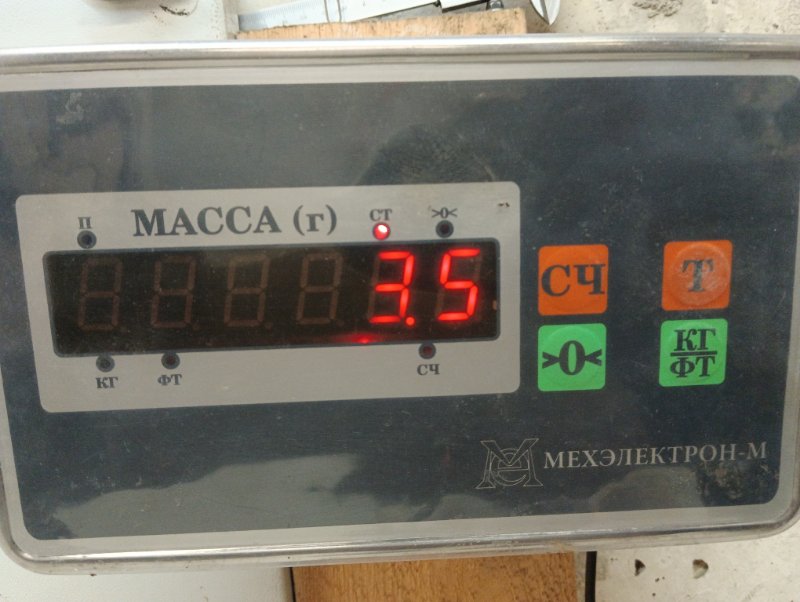 П
МАССА (г)
СТ
>0<
3.5
КГ
ФТ
СЧ
СЧ
Т
>0<
КГ
ФТ
МЕХЭЛЕКТРОН-М